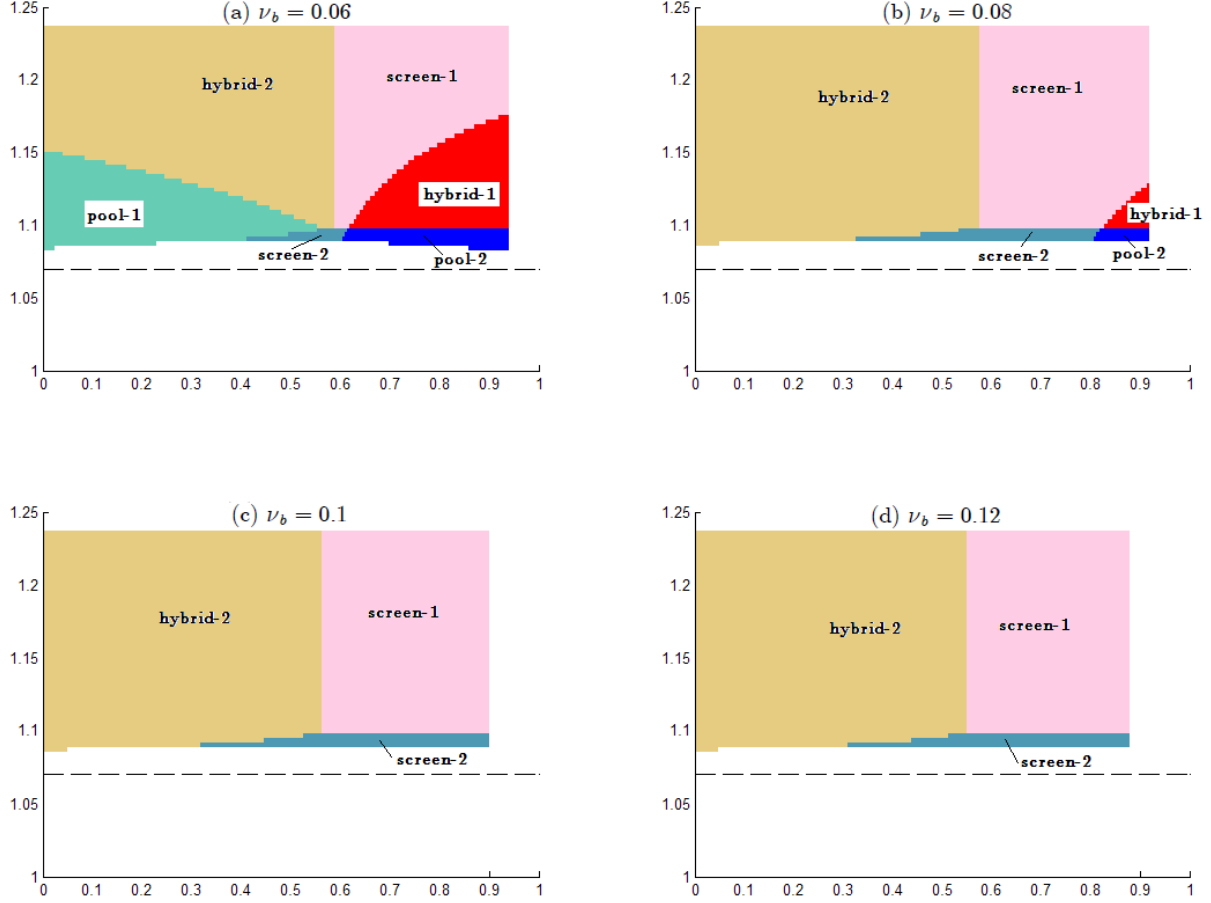 (a) ν_b = 0.06
1.25
1.2
1.15
1.1
1.05
1
hybrid-2
screen-1
pool-1
hybrid-1
screen-2
pool-2
0 0.1 0.2 0.3 0.4 0.5 0.6 0.7 0.8 0.9 1
(b) ν_b = 0.08
1.25
1.2
1.15
1.1
1.05
1
hybrid-2
screen-1
hybrid-1
screen-2
pool-2
0 0.1 0.2 0.3 0.4 0.5 0.6 0.7 0.8 0.9 1
(c) ν_b = 0.1
1.25
1.2
1.15
1.1
1.05
1
hybrid-2
screen-1
screen-2
0 0.1 0.2 0.3 0.4 0.5 0.6 0.7 0.8 0.9 1
(d) ν_b = 0.12
1.25
1.2
1.15
1.1
1.05
1
hybrid-2
screen-1
screen-2
0 0.1 0.2 0.3 0.4 0.5 0.6 0.7 0.8 0.9 1